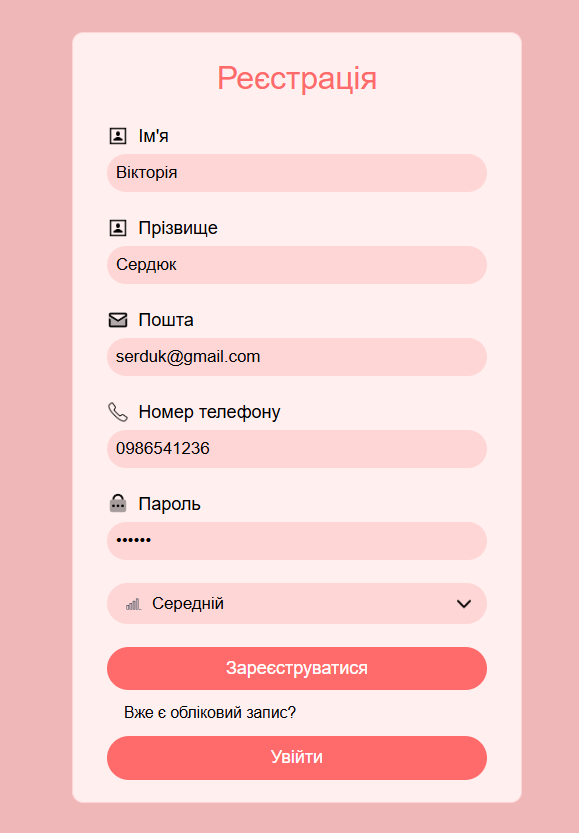 Реєстрація
Ім'я
Вікторія
Прізвище
Сердюк
Пошта
serduk@gmail.com
Номер телефону
0986541236
Пароль
••••••
Середній
Зареєструватися
Вже є обліковий запис?
Увійти